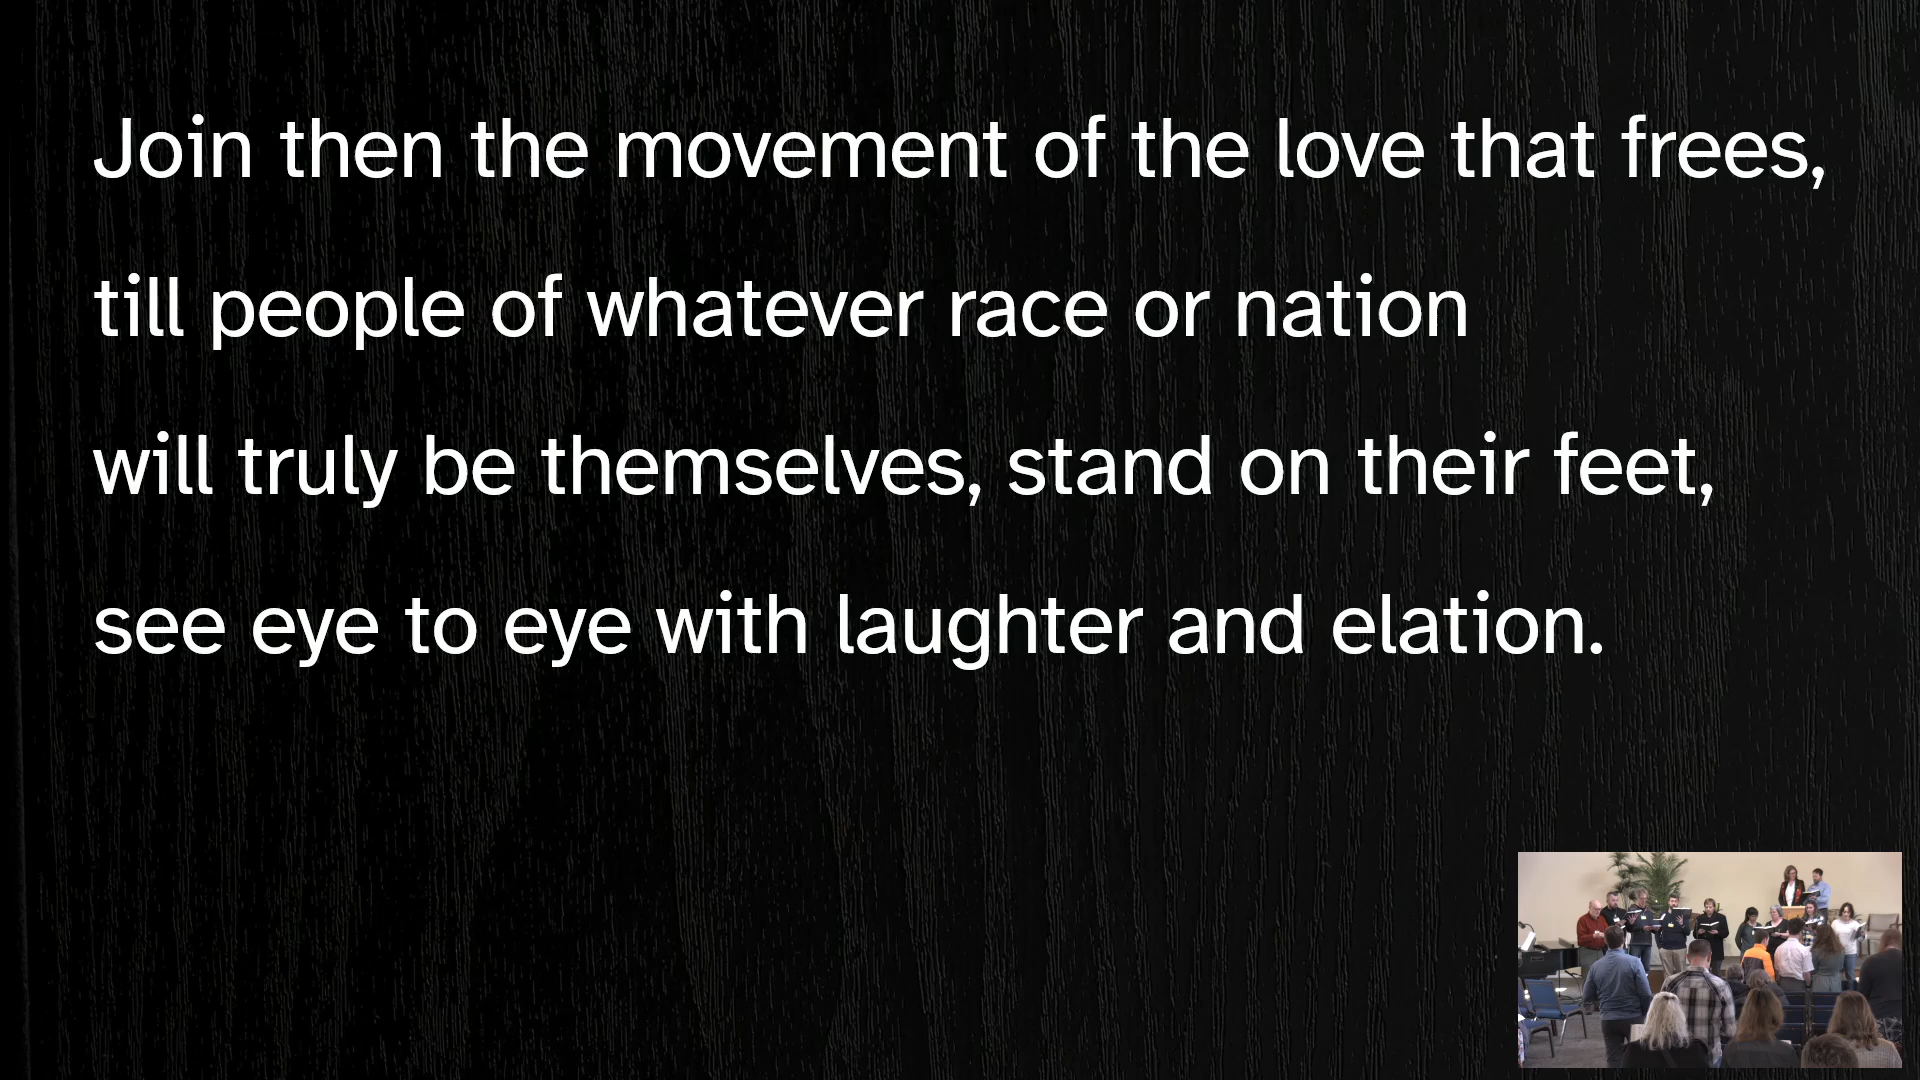 Join then the movement of the love that frees,
till people of whatever race or nation
will truly be themselves, stand on their feet,
see eye to eye with laughter and elation.